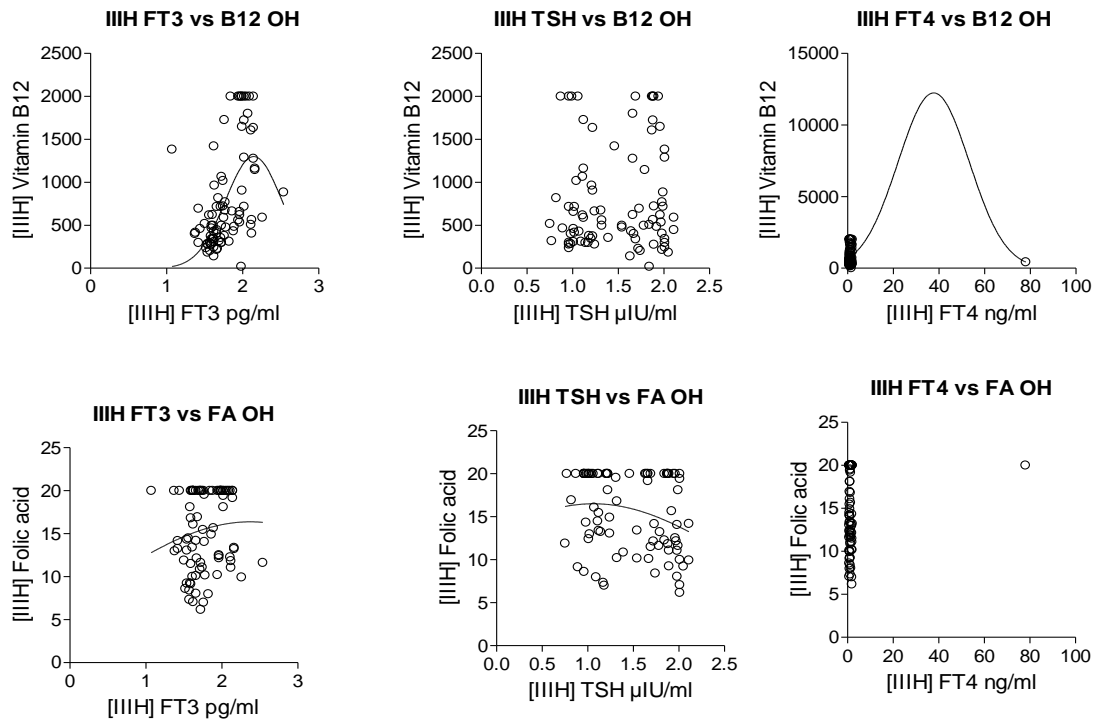 IIIH FT3 vs B12 OH
2500
2000
1500
1000
500
0
0 1 2 3
[IIIH] Vitamin B12
[IIIH] FT3 pg/ml
IIIH TSH vs B12 OH
2500
2000
1500
1000
500
0
0.0 0.5 1.0 1.5 2.0 2.5
[IIIH] Vitamin B12
[IIIH] TSH µIU/ml
IIIH FT4 vs B12 OH
15000
10000
5000
0
0 20 40 60 80 100
[IIIH] Vitamin B12
[IIIH] FT4 ng/ml
IIIH FT3 vs FA OH
25
20
15
10
5
0
0 1 2 3
[IIIH] Folic acid
[IIIH] FT3 pg/ml
IIIH TSH vs FA OH
25
20
15
10
5
0
0.0 0.5 1.0 1.5 2.0 2.5
[IIIH] Folic acid
[IIIH] TSH µIU/ml
IIIH FT4 vs FA OH
25
20
15
10
5
0
0 20 40 60 80 100
[IIIH] Folic acid
[IIIH] FT4 ng/ml